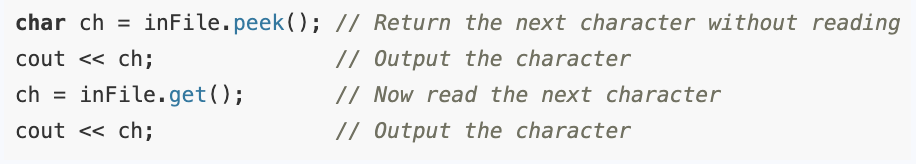 char ch = inFile.peek(); // Return the next character without reading
cout << ch;              // Output the character
ch = inFile.get();       // Now read the next character
cout << ch;              // Output the character